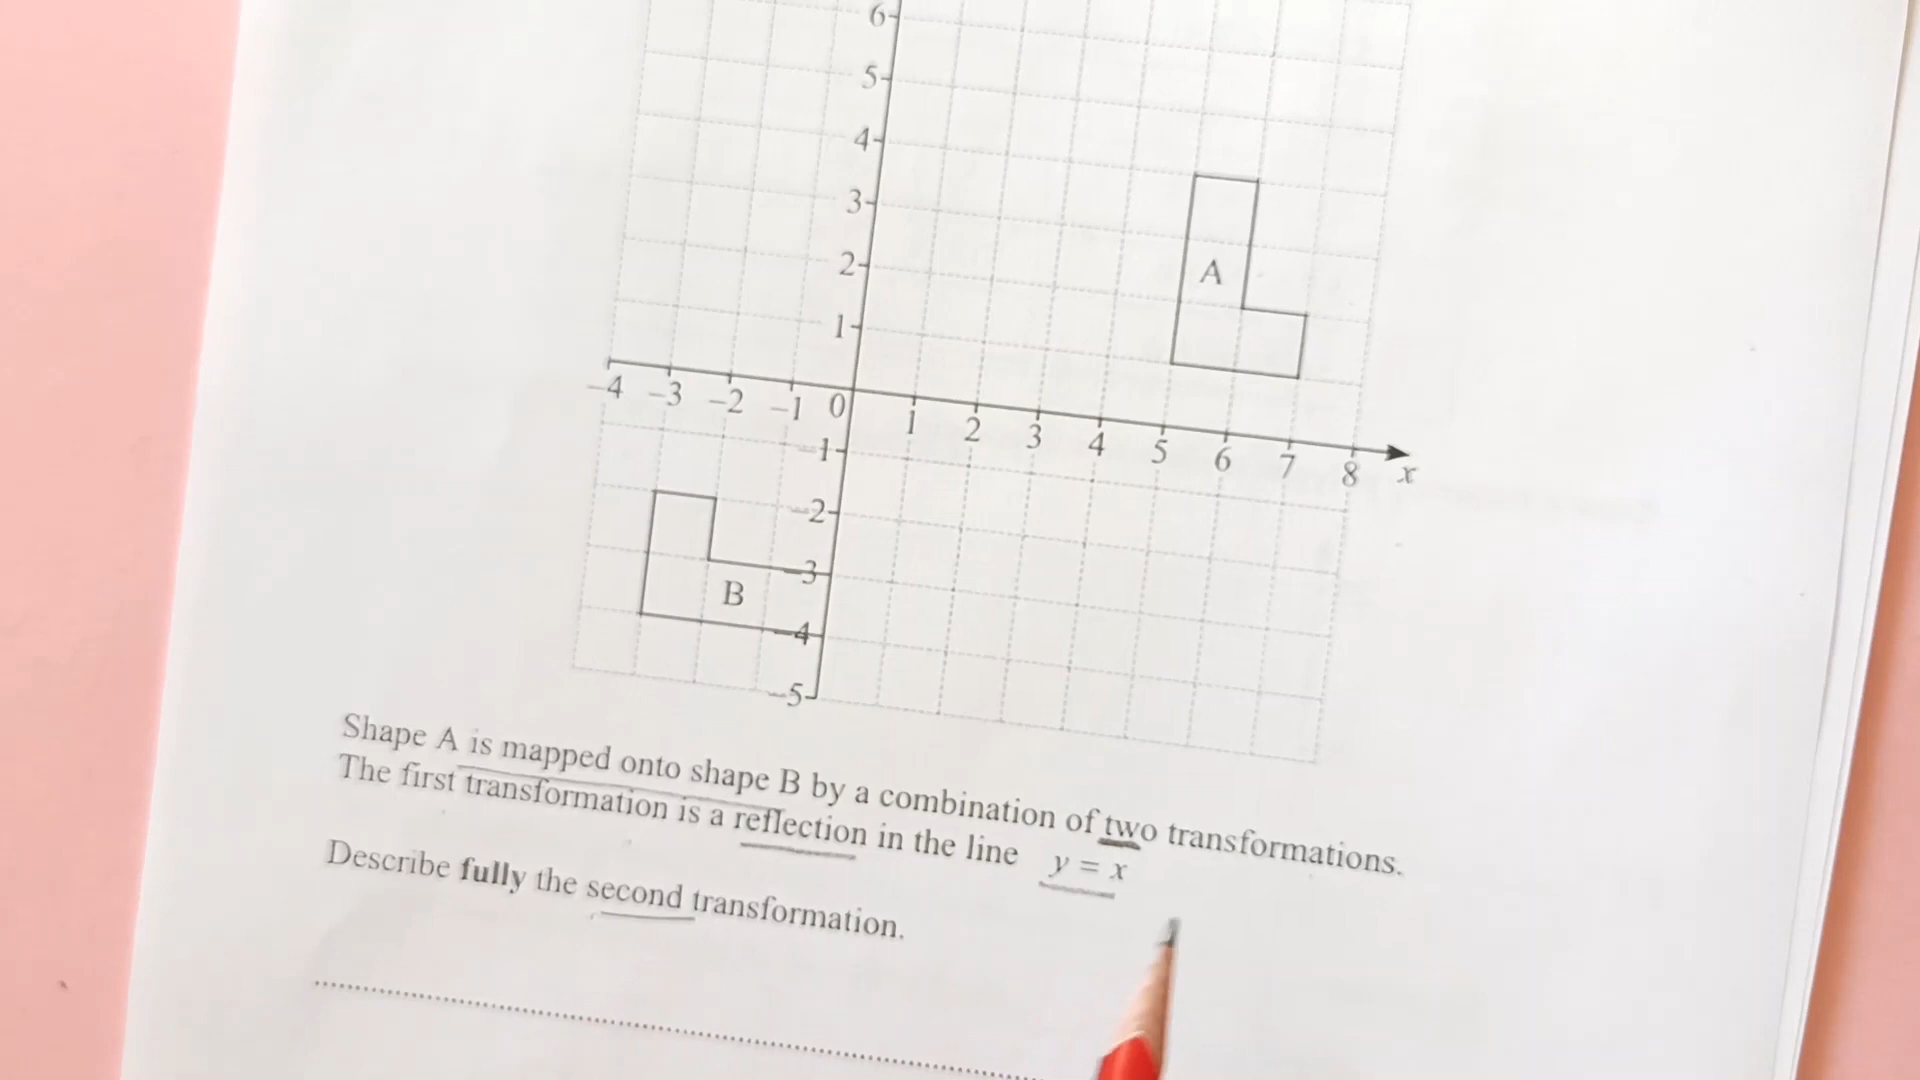 6
5
4
3
A
2
1
-4 -3 -2 -1 0 1 2 3 4 5 6 7 8 x
-1
-2
-3
B
-4
-5
Shape A is mapped onto shape B by a combination of two transformations.
The first transformation is a reflection in the line y = x
Describe fully the second transformation.